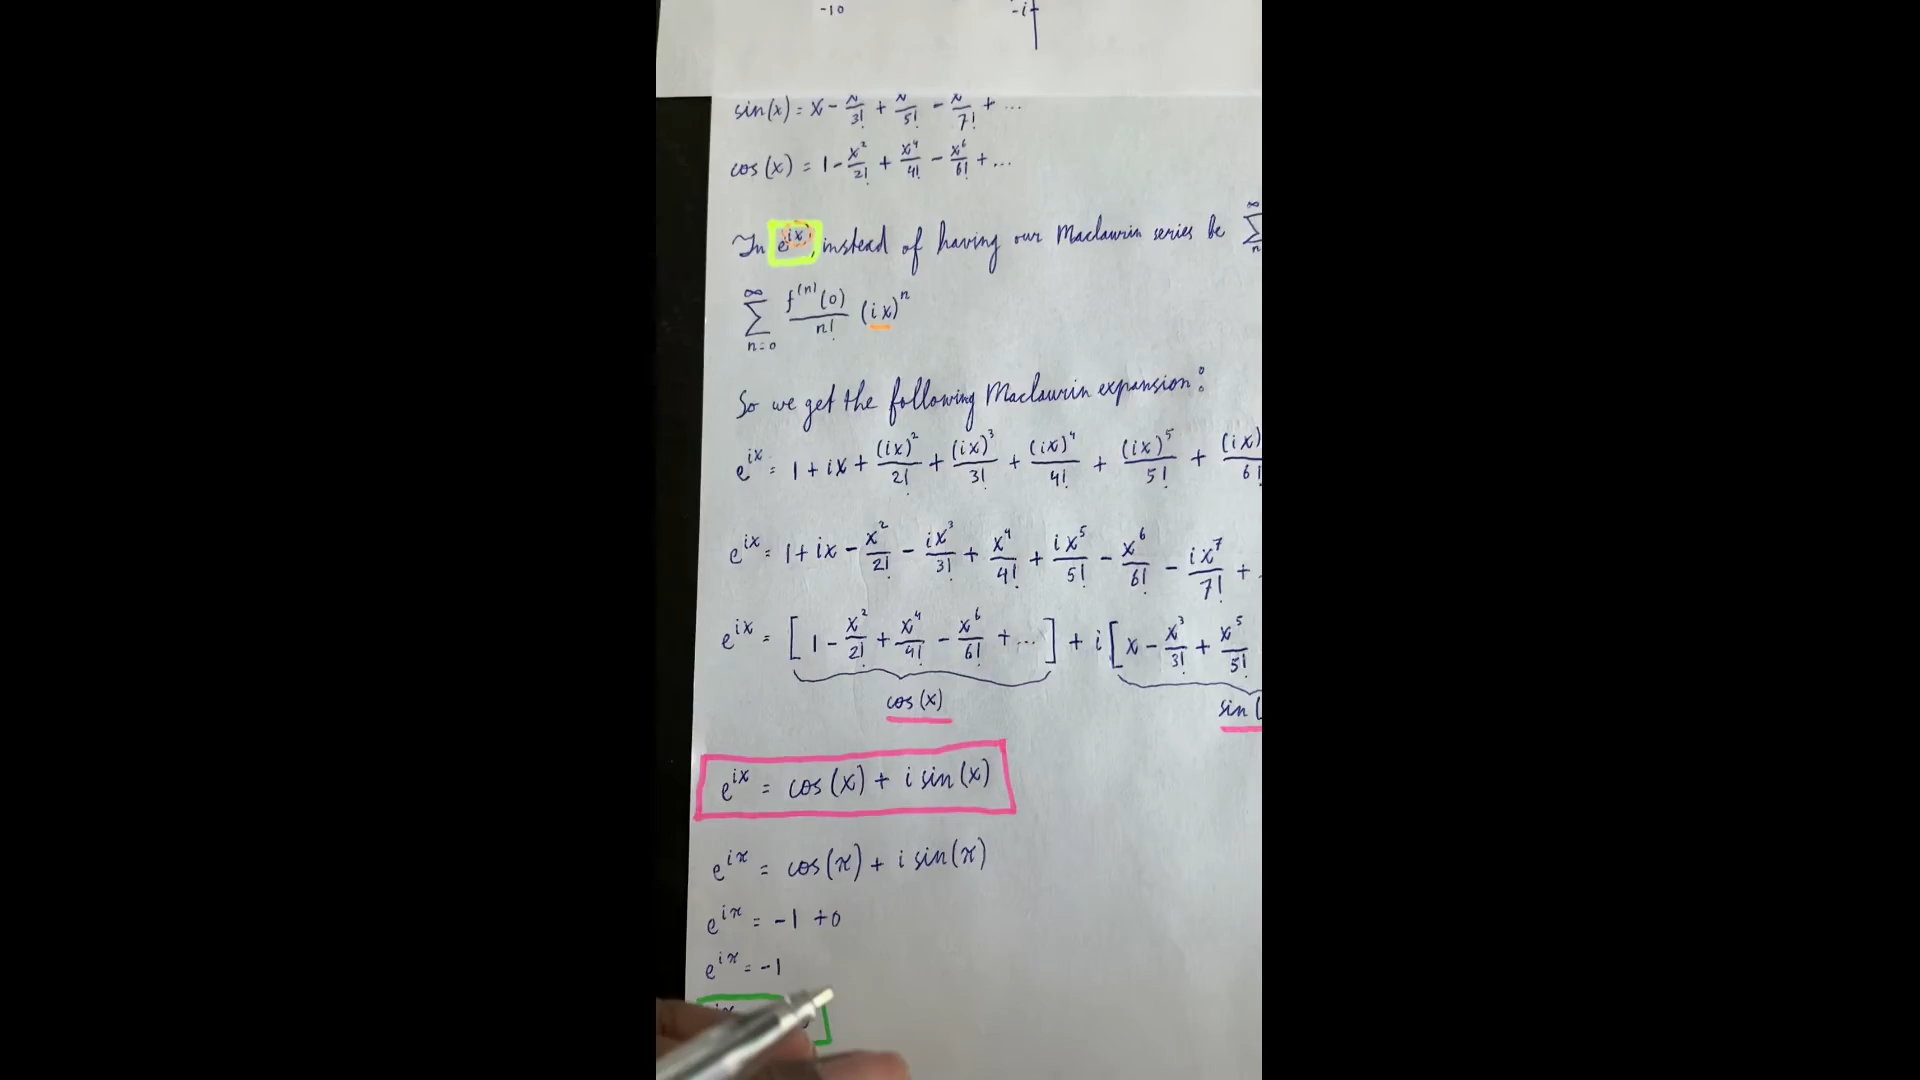 -10 -i
sin(x) = x - /3! + /5! - /7! + ...
cos(x) = 1 - x²/2! + x⁴/4! - x⁶/6! + ...
In e^(ix), instead of having our Maclaurin series be ∑ ∞ n
∑_(n=0)^∞ f^(n)(0)/n! (ix)^n
So we get the following Maclaurin expansion:
e^(ix) = 1 + ix + (ix)²/2! + (ix)³/3! + (ix)⁴/4! + (ix)⁵/5! + (ix)/6!
e^(ix) = 1 + ix - x²/2! - ix³/3! + x⁴/4! + ix⁵/5! - x⁶/6! - ix⁷/7! + .
e^(ix) = [1 - x²/2! + x⁴/4! - x⁶/6! + ...] + i[x - x³/3! + x⁵/5!
cos(x) sin(
e^(ix) = cos(x) + i sin(x)
e^(iπ) = cos(π) + i sin(π)
e^(iπ) = -1 + 0
e^(iπ) = -1